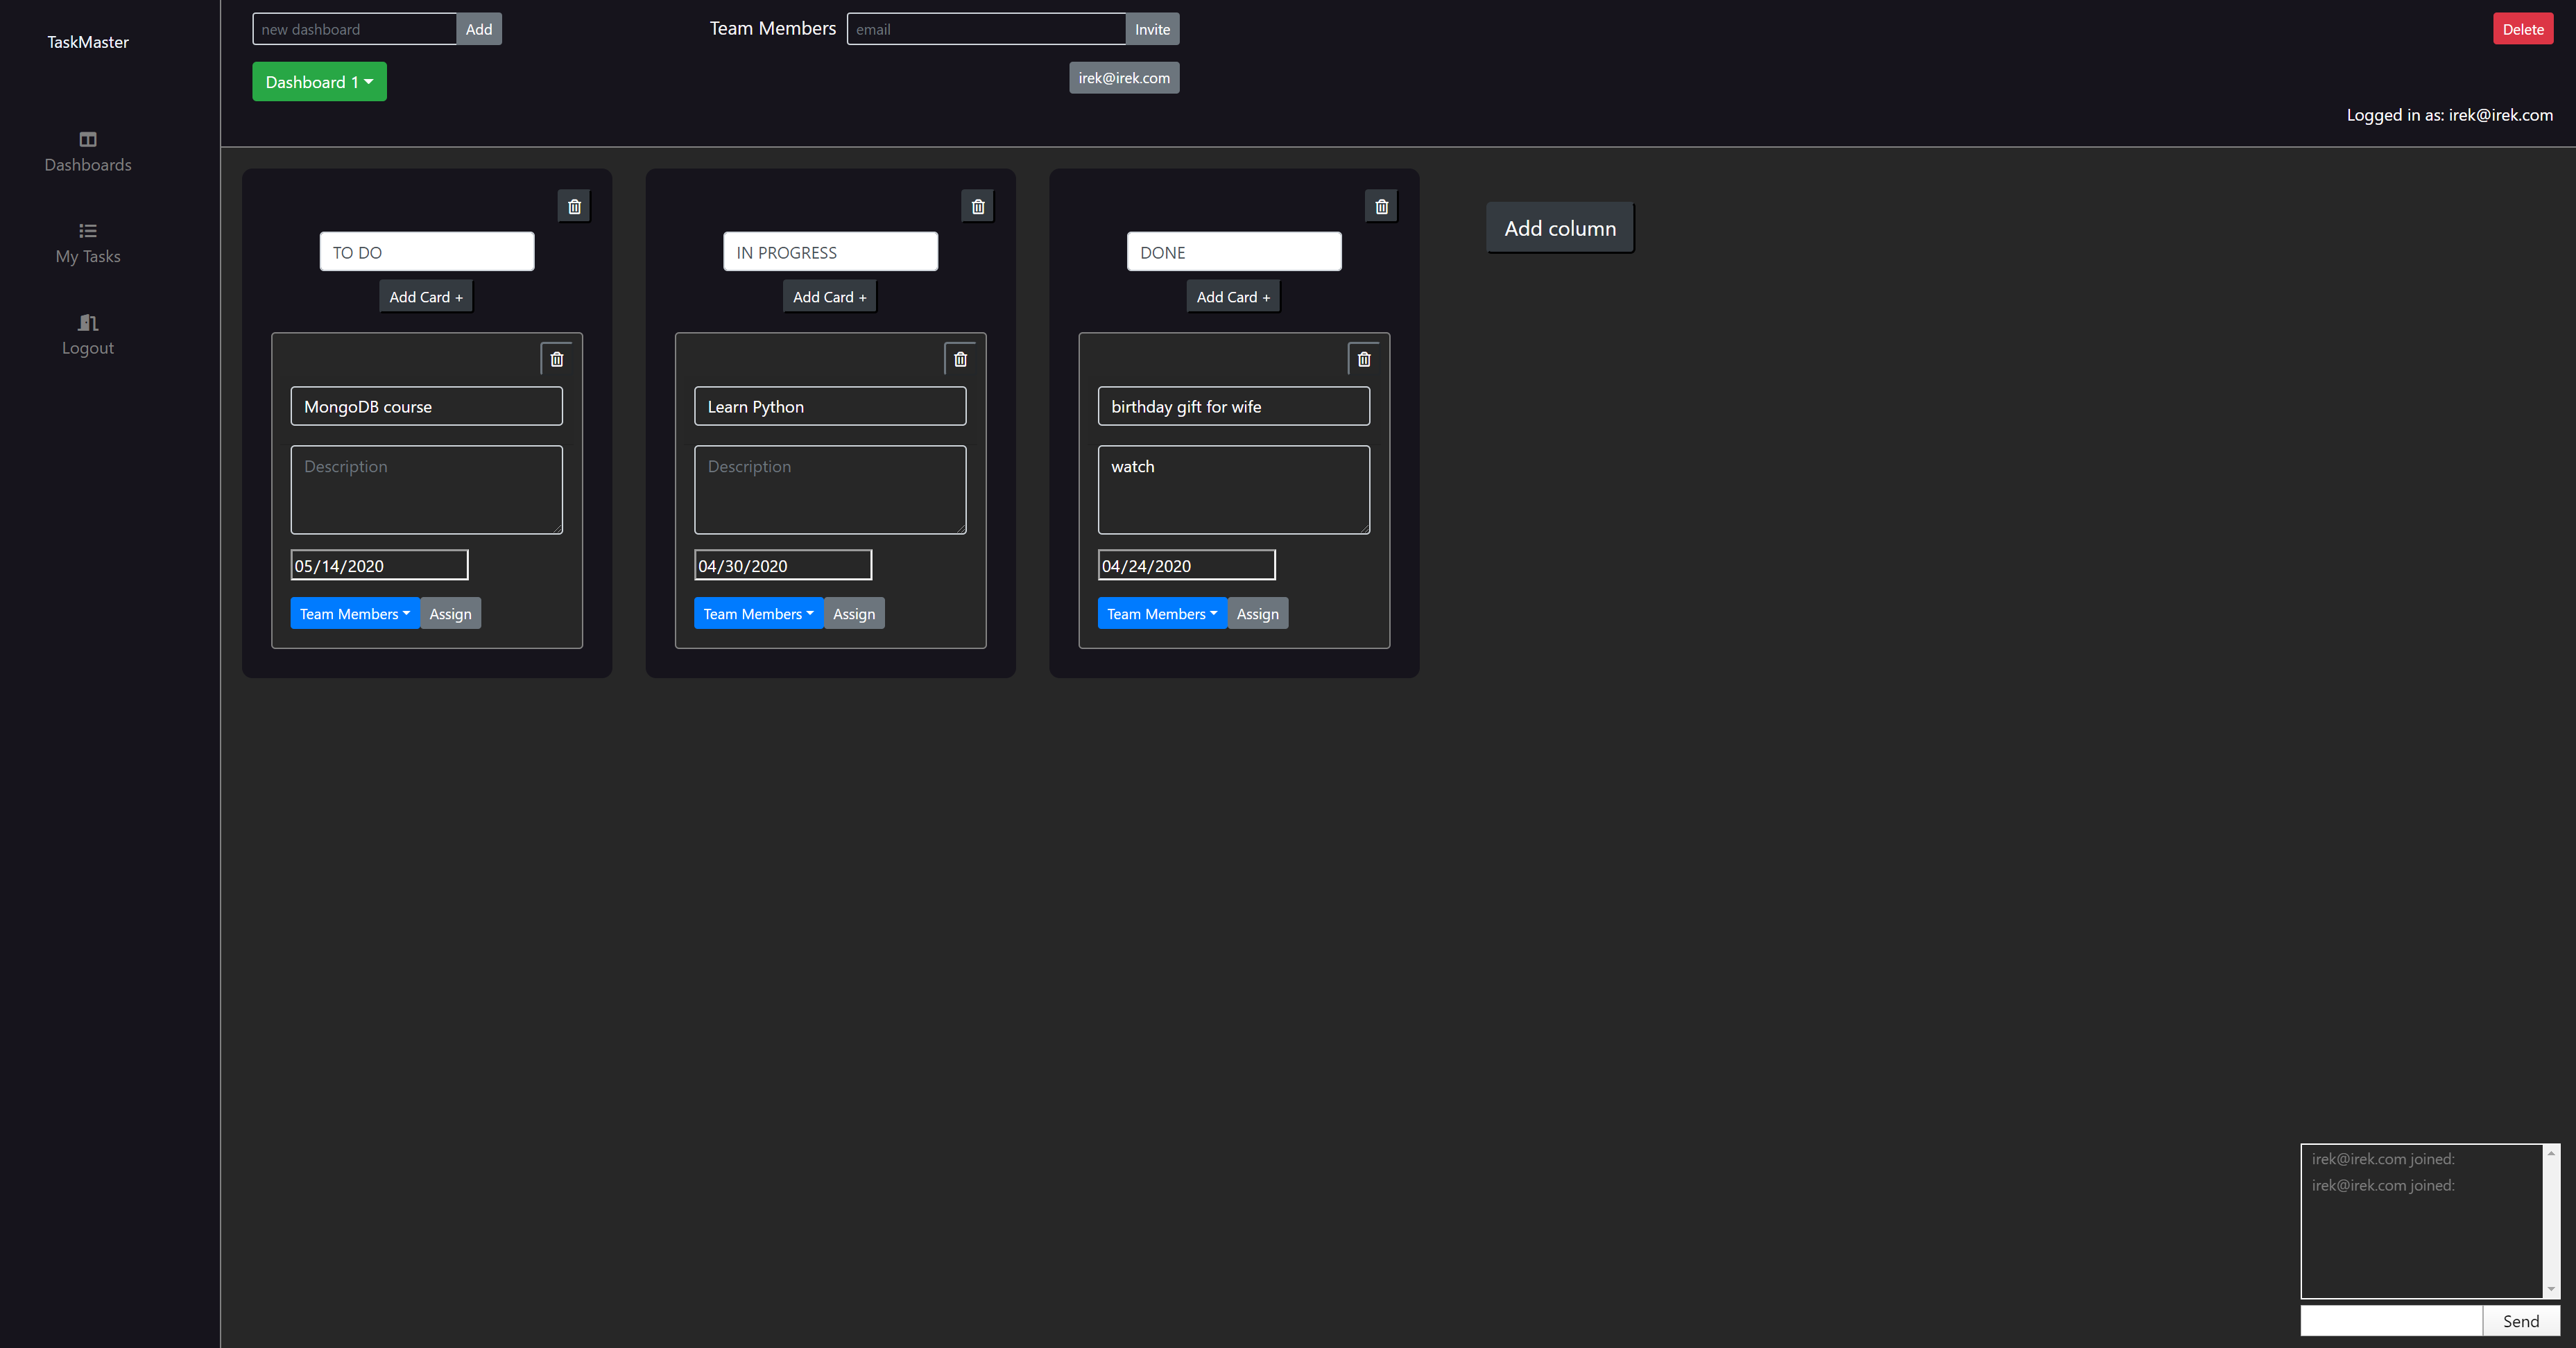 TaskMaster
Dashboards
My Tasks
Logout
new dashboard Add
Team Members email Invite
Delete
Dashboard 1
irek@irek.com
Logged in as: irek@irek.com
TO DO
Add Card +
MongoDB course
Description
05/14/2020
Team Members Assign
IN PROGRESS
Add Card +
Learn Python
Description
04/30/2020
Team Members Assign
DONE
Add Card +
birthday gift for wife
watch
04/24/2020
Team Members Assign
Add column
irek@irek.com joined:
irek@irek.com joined:
Send